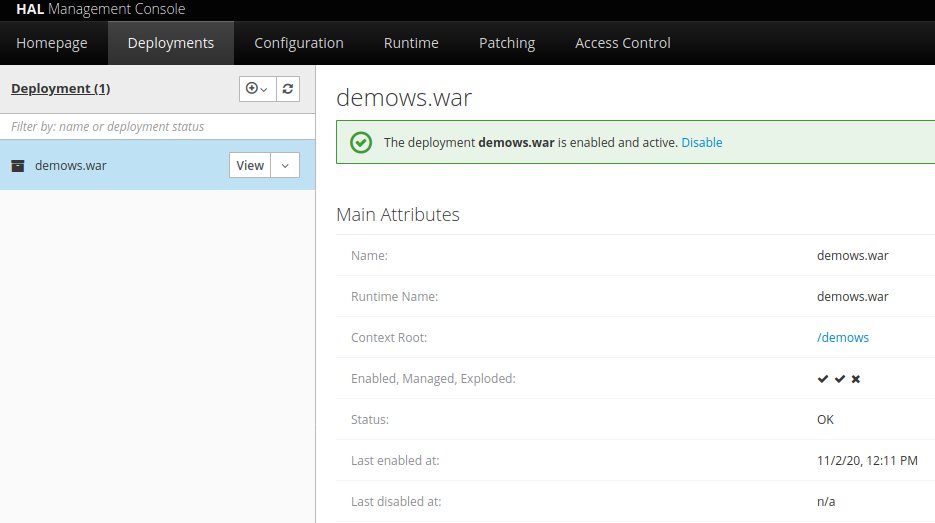 HAL Management Console
Homepage Deployments Configuration Runtime Patching Access Control
Deployment (1)
Filter by: name or deployment status
demows.war View
demows.war
The deployment demows.war is enabled and active. Disable
Main Attributes
Name: demows.war
Runtime Name: demows.war
Context Root: /demows
Enabled, Managed, Exploded:
Status: OK
Last enabled at: 11/2/20, 12:11 PM
Last disabled at: n/a